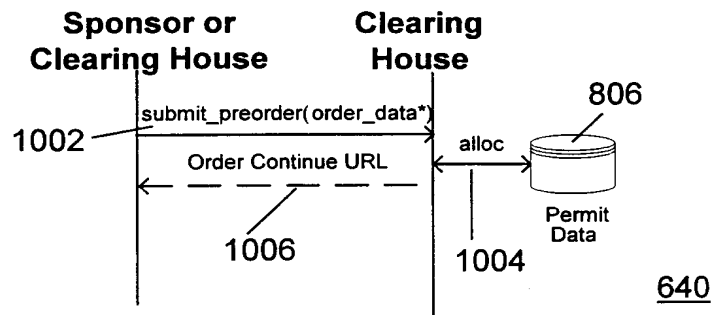 Sponsor or
Clearing House
Clearing
House
submit_preorder(order_data*)
1002
806
alloc
Order Continue URL
Permit
Data
1006
1004
640